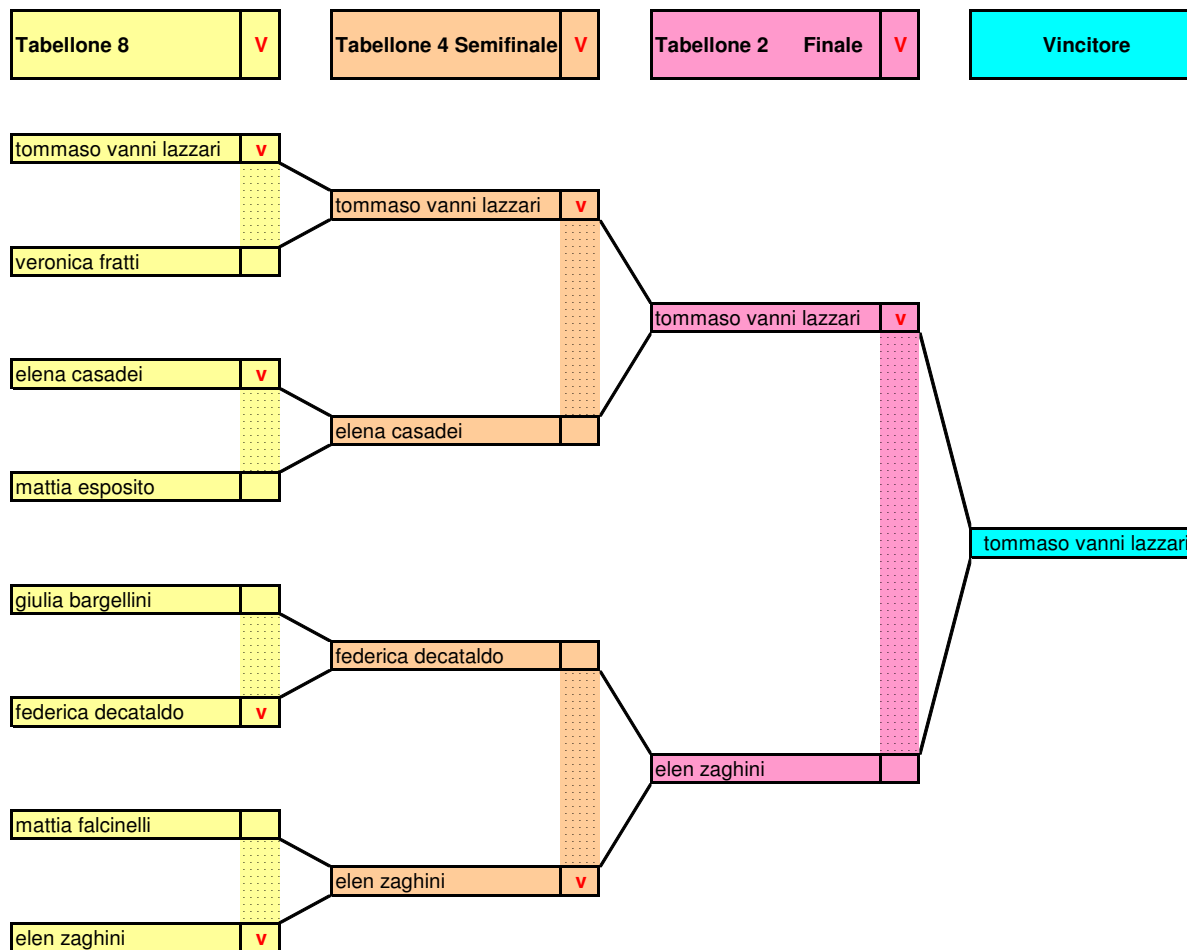 Tabellone 8 V Tabellone 4 Semifinale V Tabellone 2 Finale V Vincitore
tommaso vanni lazzari v
tommaso vanni lazzari v
veronica fratti
tommaso vanni lazzari v
elena casadei v
elena casadei
mattia esposito
tommaso vanni lazzari
giulia bargellini
federica decataldo
federica decataldo v
elen zaghini
mattia falcinelli
elen zaghini v
elen zaghini v